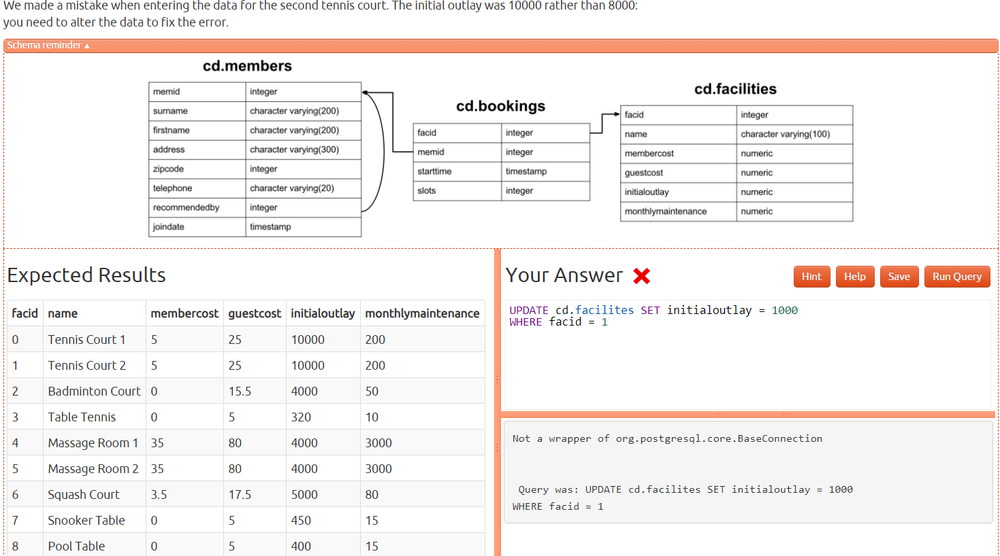 We made a mistake when entering the data for the second tennis court. The initial outlay was 10000 rather than 8000:
you need to alter the data to fix the error.
Schema reminder ▲
cd.members
memid integer
surname character varying(200)
firstname character varying(200)
address character varying(300)
zipcode integer
telephone character varying(20)
recommendedby integer
joindate timestamp
cd.bookings
facid integer
memid integer
starttime timestamp
slots integer
cd.facilities
facid integer
name character varying(100)
membercost numeric
guestcost numeric
initialoutlay numeric
monthlymaintenance numeric
Expected Results
facid name membercost guestcost initialoutlay monthlymaintenance
0 Tennis Court 1 5 25 10000 200
1 Tennis Court 2 5 25 10000 200
2 Badminton Court 0 15.5 4000 50
3 Table Tennis 0 5 320 10
4 Massage Room 1 35 80 4000 3000
5 Massage Room 2 35 80 4000 3000
6 Squash Court 3.5 17.5 5000 80
7 Snooker Table 0 5 450 15
8 Pool Table 0 5 400 15
Your Answer
Hint Help Save Run Query
UPDATE cd.facilites SET initialoutlay = 1000
WHERE facid = 1
Not a wrapper of org.postgresql.core.BaseConnection
Query was: UPDATE cd.facilites SET initialoutlay = 1000
WHERE facid = 1